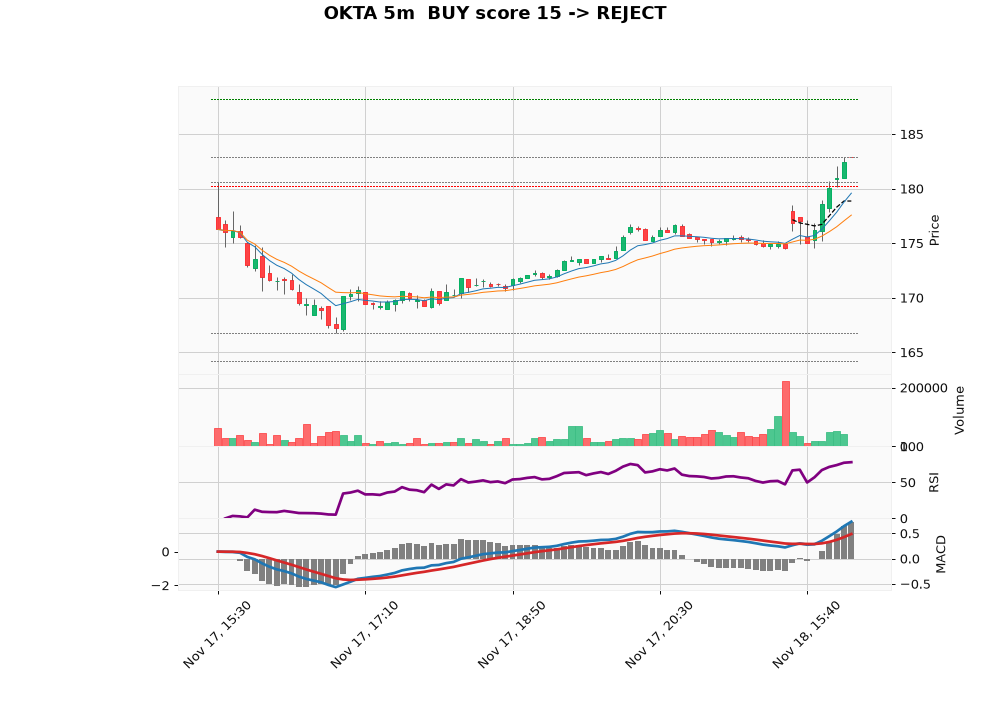 OKTA 5m BUY score 15 -> REJECT
185
180
175
170
165
Price
200000
0
Volume
100
50
0
RSI
0
−2
0.5
0.0
−0.5
MACD
Nov 17, 15:30
Nov 17, 17:10
Nov 17, 18:50
Nov 17, 20:30
Nov 18, 15:40